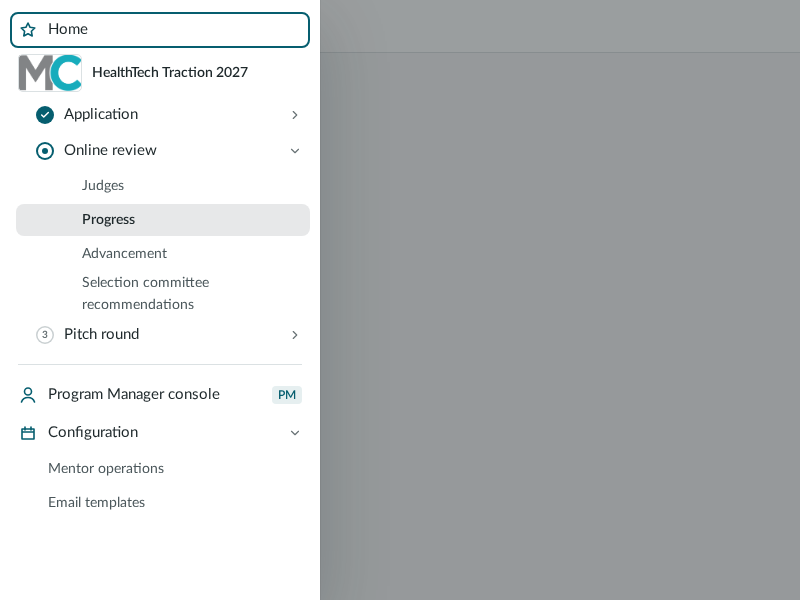 Home
MC
HealthTech Traction 2027
Application
Online review
Judges
Progress
Advancement
Selection committee
recommendations
3
Pitch round
Program Manager console
PM
Configuration
Mentor operations
Email templates